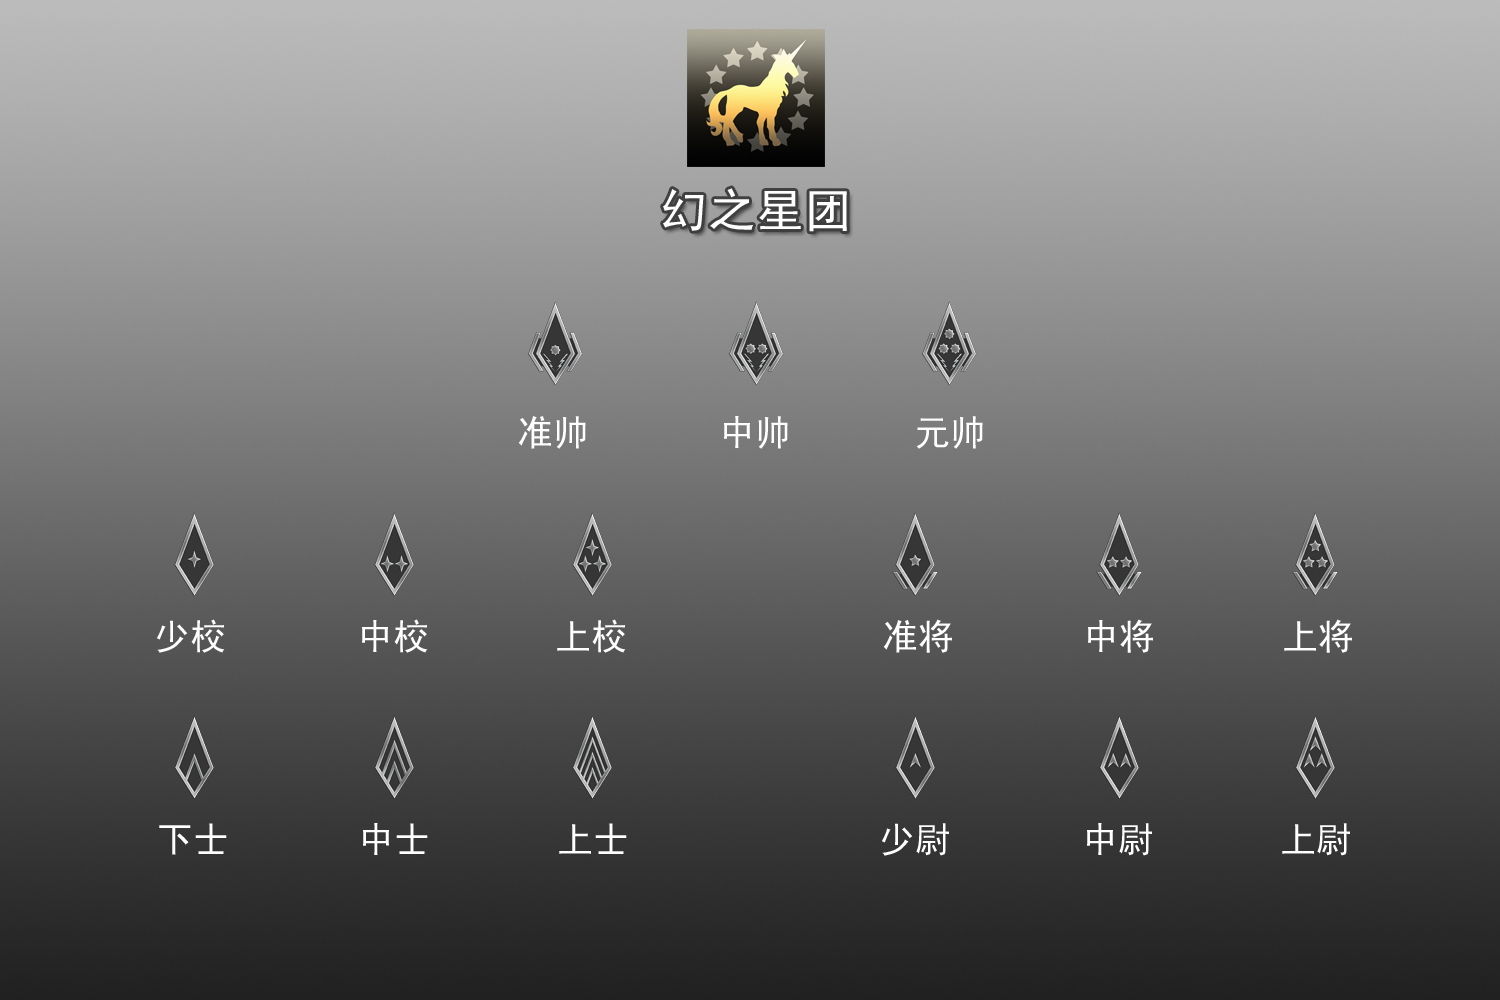 幻之星团
准帅 中帅 元帅
少校 中校 上校 准将 中将 上将
下士 中士 上士 少尉 中尉 上尉